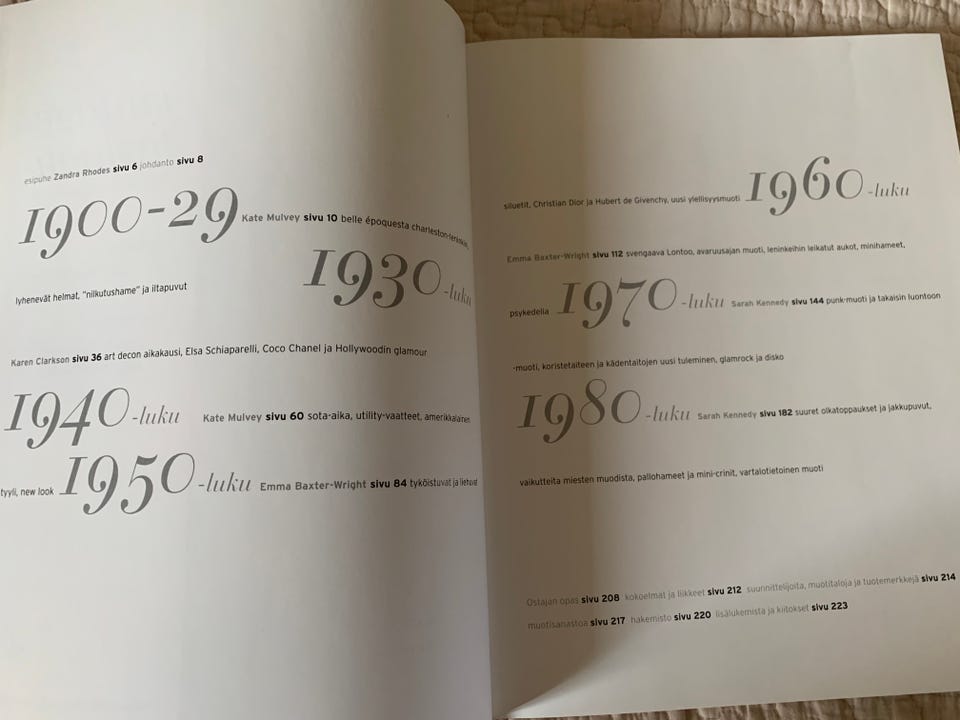 esipuhe Zandra Rhodes sivu 6 johdanto sivu 8
1900-29 Kate Mulvey sivu 10 belle époquesta charleston-leninkiin,
lyhenevät helmat, "nilkutushame" ja iltapuvut 1930-luku
Karen Clarkson sivu 36 art decon aikakausi, Elsa Schiaparelli, Coco Chanel ja Hollywoodin glamour
1940-luku Kate Mulvey sivu 60 sota-aika, utility-vaatteet, amerikkalainen
tyyli, new look 1950-luku Emma Baxter-Wright sivu 84 tyköistuvat ja
siluetit, Christian Dior ja Hubert de Givenchy, uusi ylellisyysmuoti 1960-luku
Emma Baxter-Wright sivu 112 svengaava Lontoo, avaruusajan muoti, leninkeihin leikatut aukot, minihameet,
psykedelia 1970-luku Sarah Kennedy sivu 144 punk-muoti ja takaisin luontoon
-muoti, koristetaiteen ja kädentaitojen uusi tuleminen, glamrock ja disko
1980-luku Sarah Kennedy sivu 182 suuret olkatoppaukset ja jakkupuvut,
vaikutteita miesten muodista, pallohameet ja mini-crinit, vartalotietoinen muoti
Ostajan opas sivu 208 kokoelmat ja liikkeet sivu 212 suunnittelijoita, muotitaloja ja tuotemerkkejä sivu 214
muotisanastoa sivu 217 hakemisto sivu 220 lisälukemista ja kiitokset sivu 223